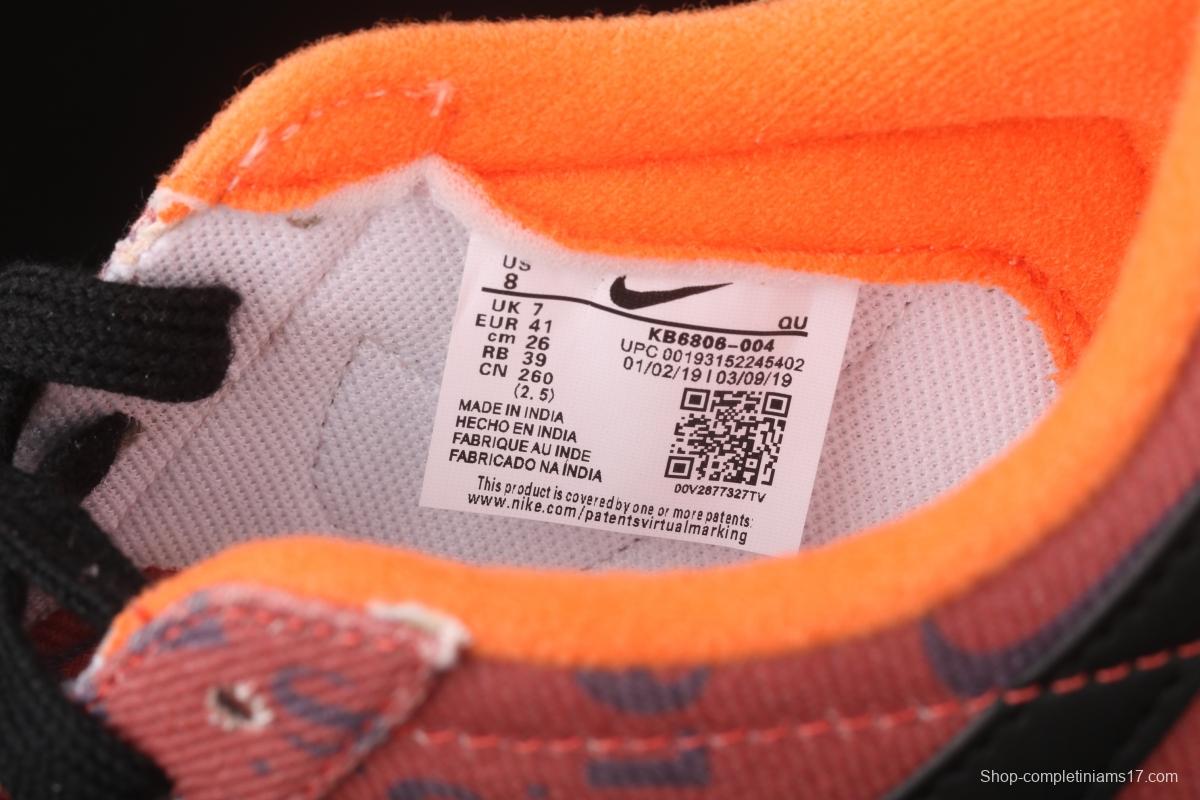 US
8
UK 7
EUR 41
cm 26
RB 39
CN 260
(2.5)
QU
KB6806-004
UPC 00193152245402
01/02/19 | 03/09/19
MADE IN INDIA
HECHO EN INDIA
FABRIQUE AU INDE
FABRICADO NA ÍNDIA
00V2877327TV
This product is covered by one or more patents:
www.nike.com/patentsvirtualmarking
Shop-completiniams17.com